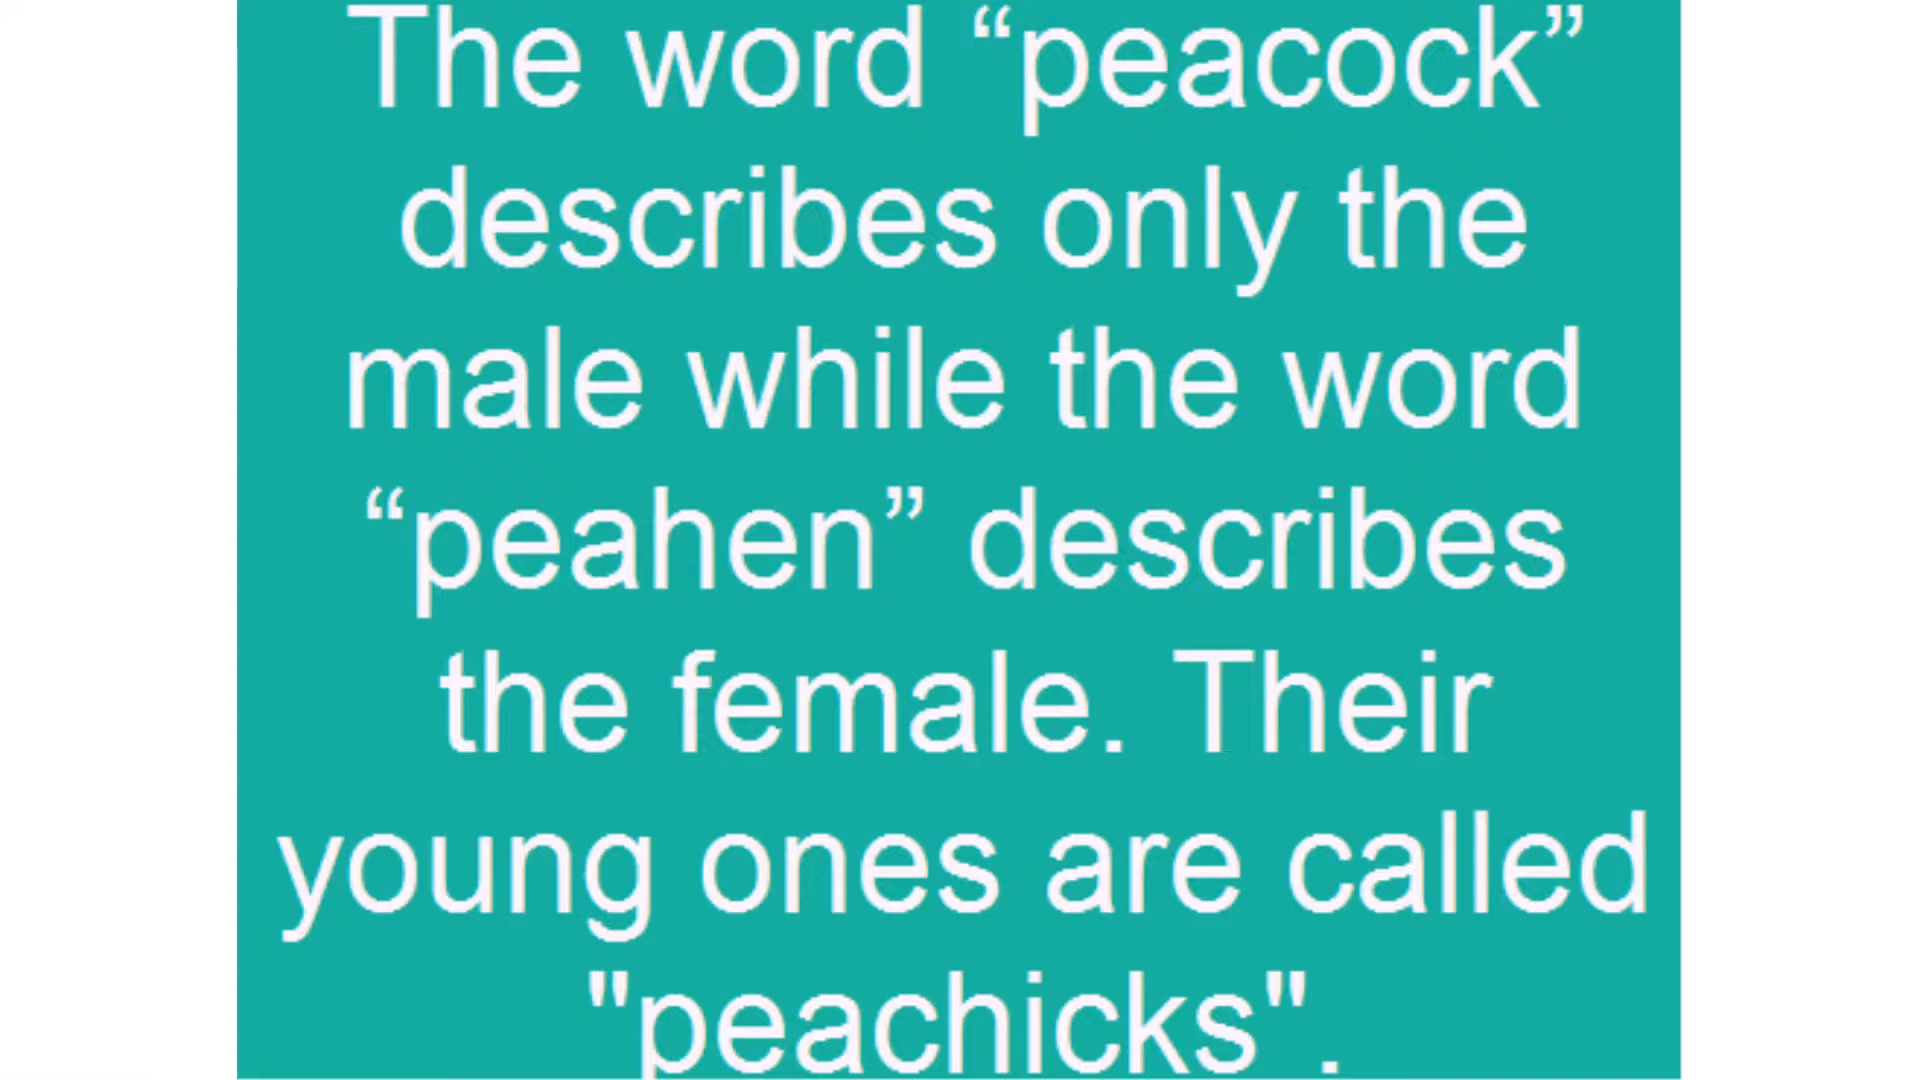 The word “peacock”
describes only the
male while the word
“peahen” describes
the female. Their
young ones are called
"peachicks".